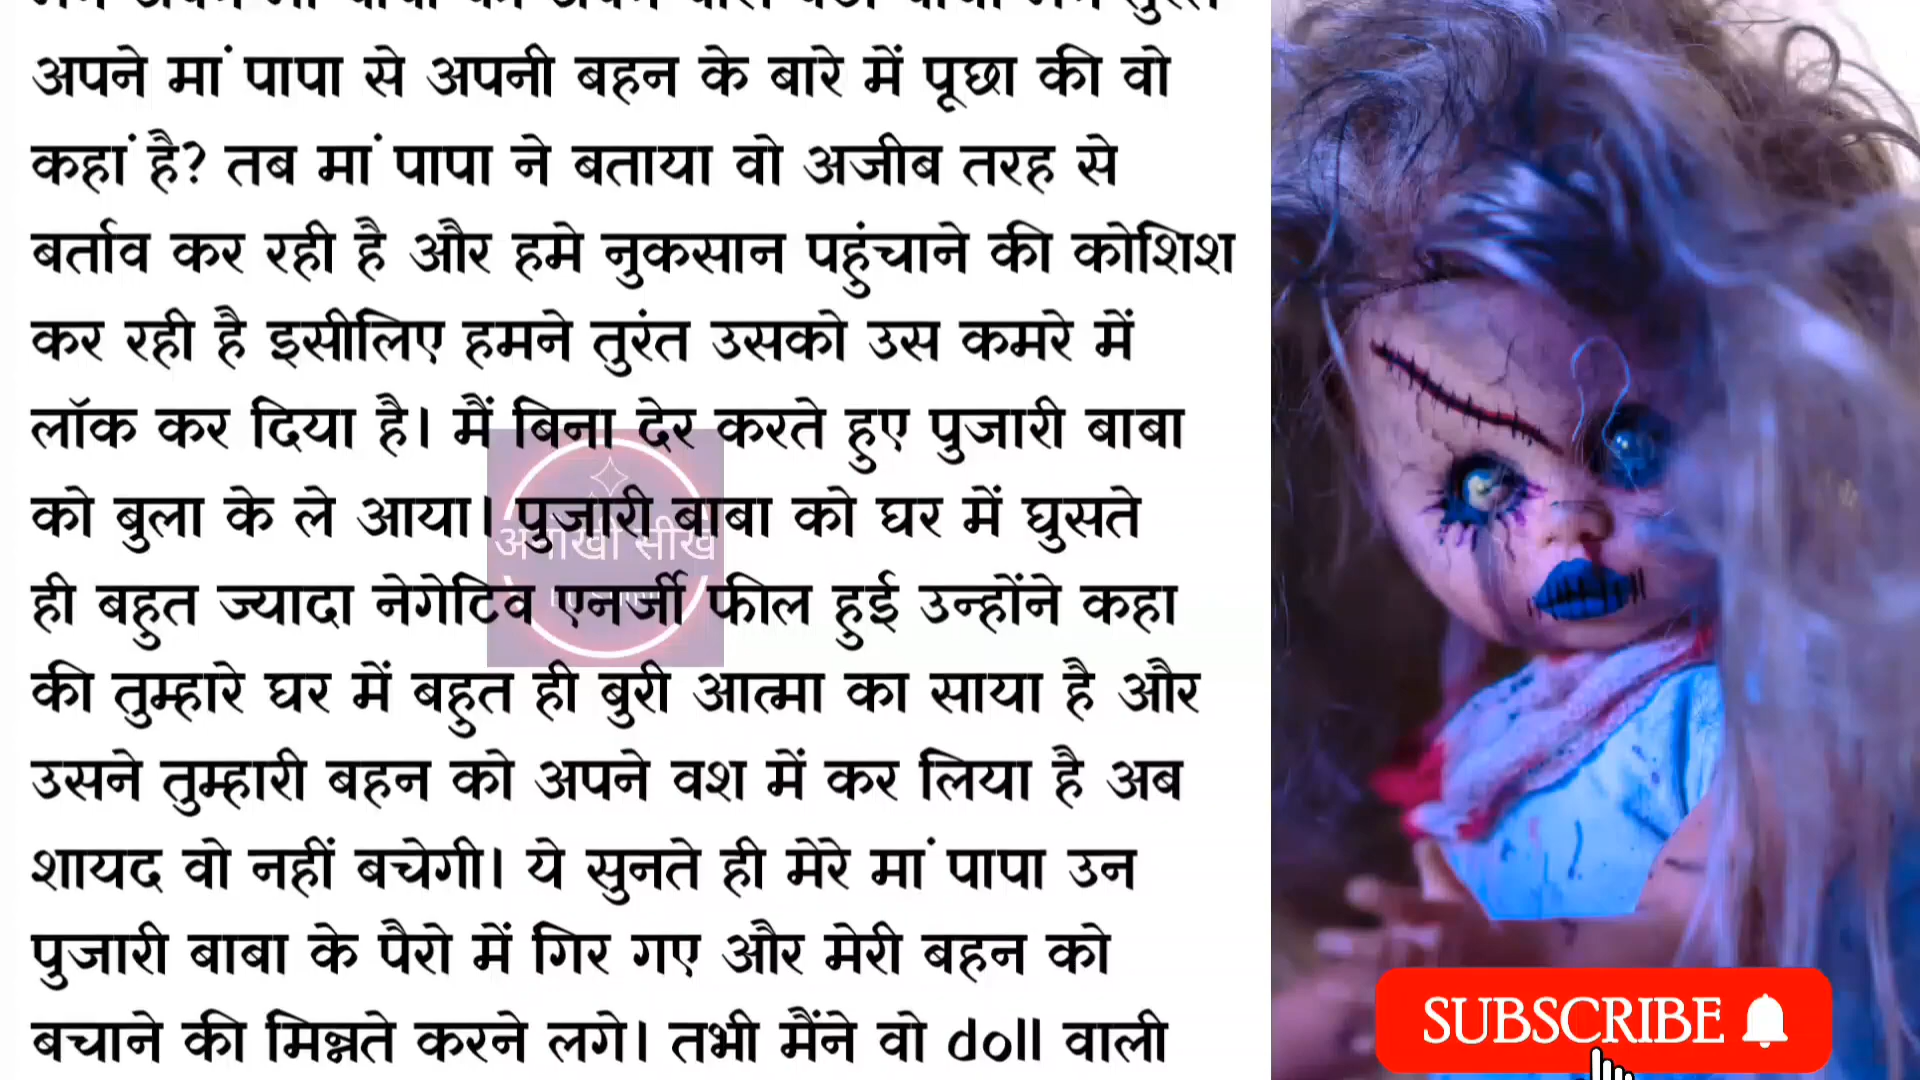 अपने मां पापा से अपनी बहन के बारे में पूछा की वो
कहां है? तब मां पापा ने बताया वो अजीब तरह से
बर्ताव कर रही है और हमे नुकसान पहुंचाने की कोशिश
कर रही है इसीलिए हमने तुरंत उसको उस कमरे में
लॉक कर दिया है। मैं बिना देर करते हुए पुजारी बाबा
को बुला के ले आया। पुजारी बाबा को घर में घुसते
ही बहुत ज्यादा नेगेटिव एनर्जी फील हुई उन्होंने कहा
की तुम्हारे घर में बहुत ही बुरी आत्मा का साया है और
उसने तुम्हारी बहन को अपने वश में कर लिया है अब
शायद वो नहीं बचेगी। ये सुनते ही मेरे मां पापा उन
पुजारी बाबा के पैरो में गिर गए और मेरी बहन को
बचाने की मिन्नते करने लगे। तभी मैंने वो doll वाली
अनोखी सीख
SUBSCRIBE